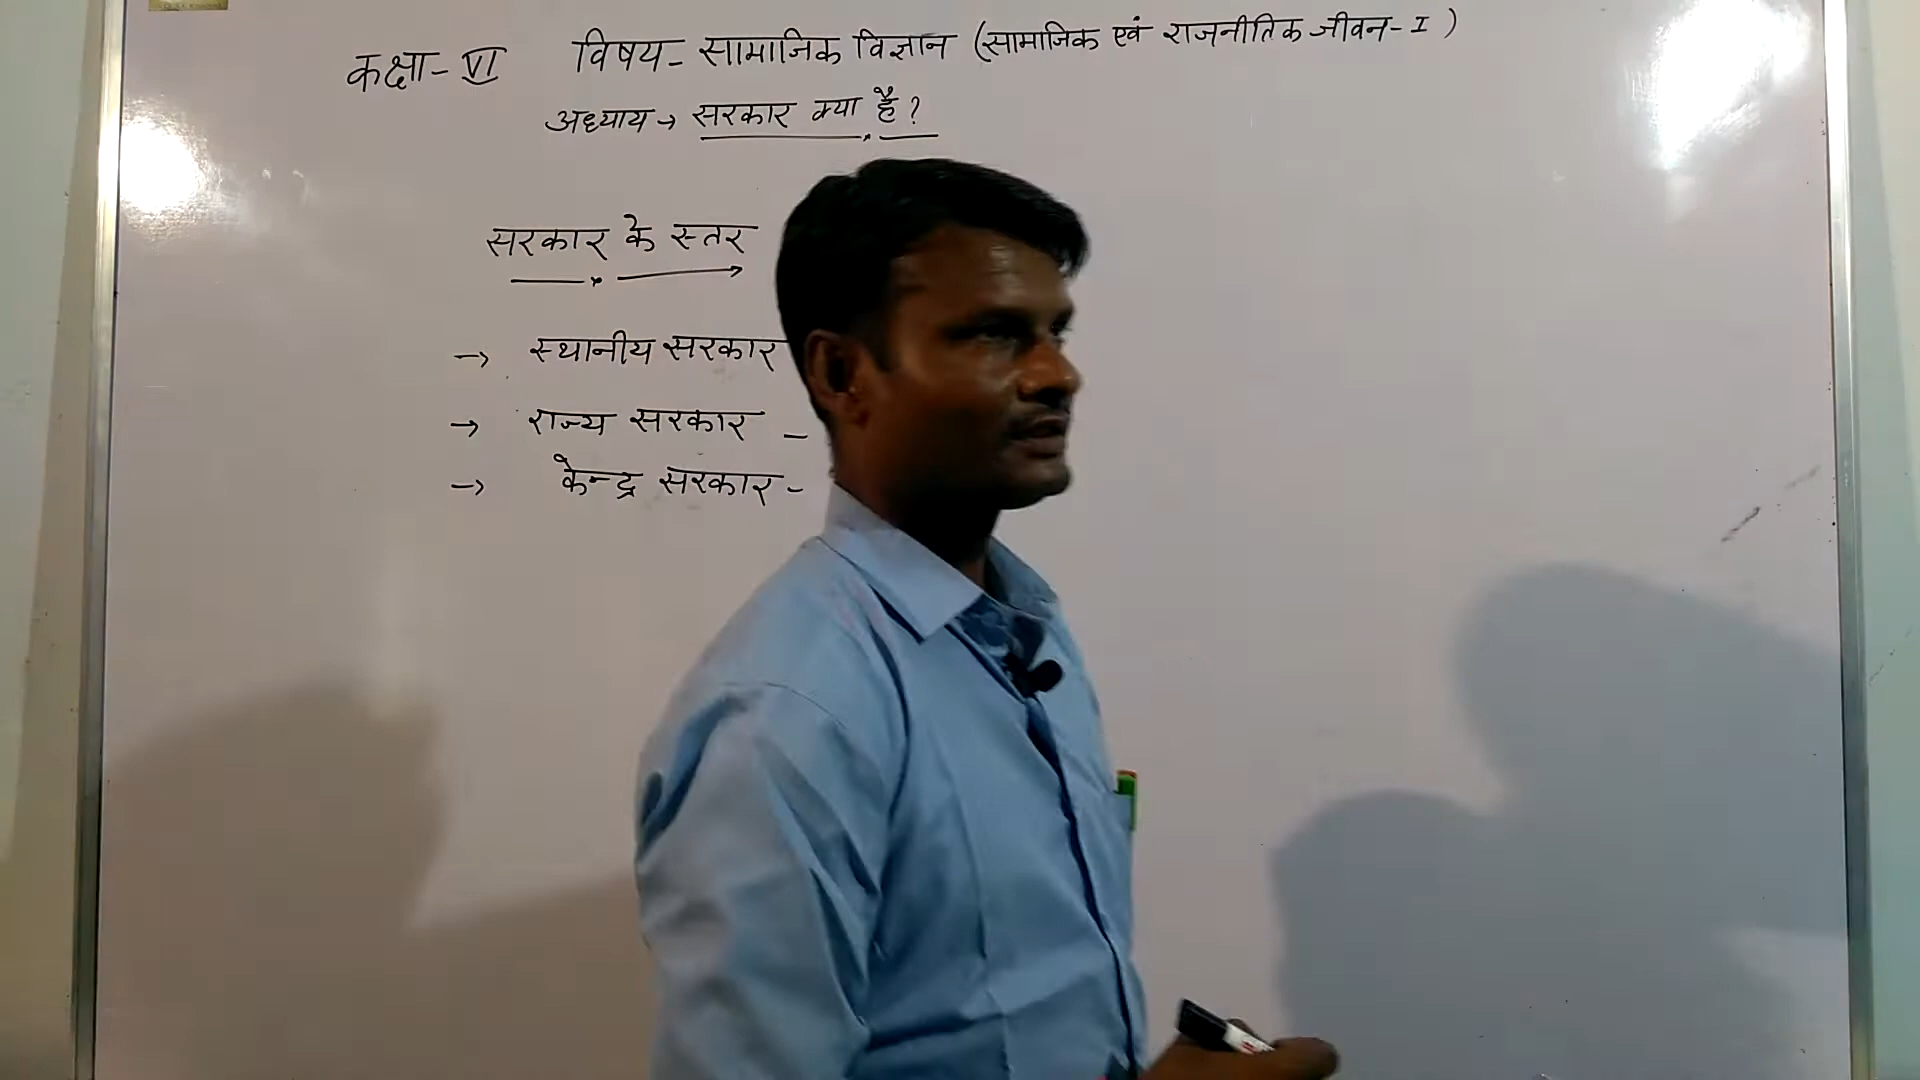 कक्षा- VI विषय- सामाजिक विज्ञान (सामाजिक एवं राजनीतिक जीवन- I )
अध्याय → सरकार क्या है ?
सरकार के स्तर
→ स्थानीय सरकार
→ राज्य सरकार -
→ केन्द्र सरकार -